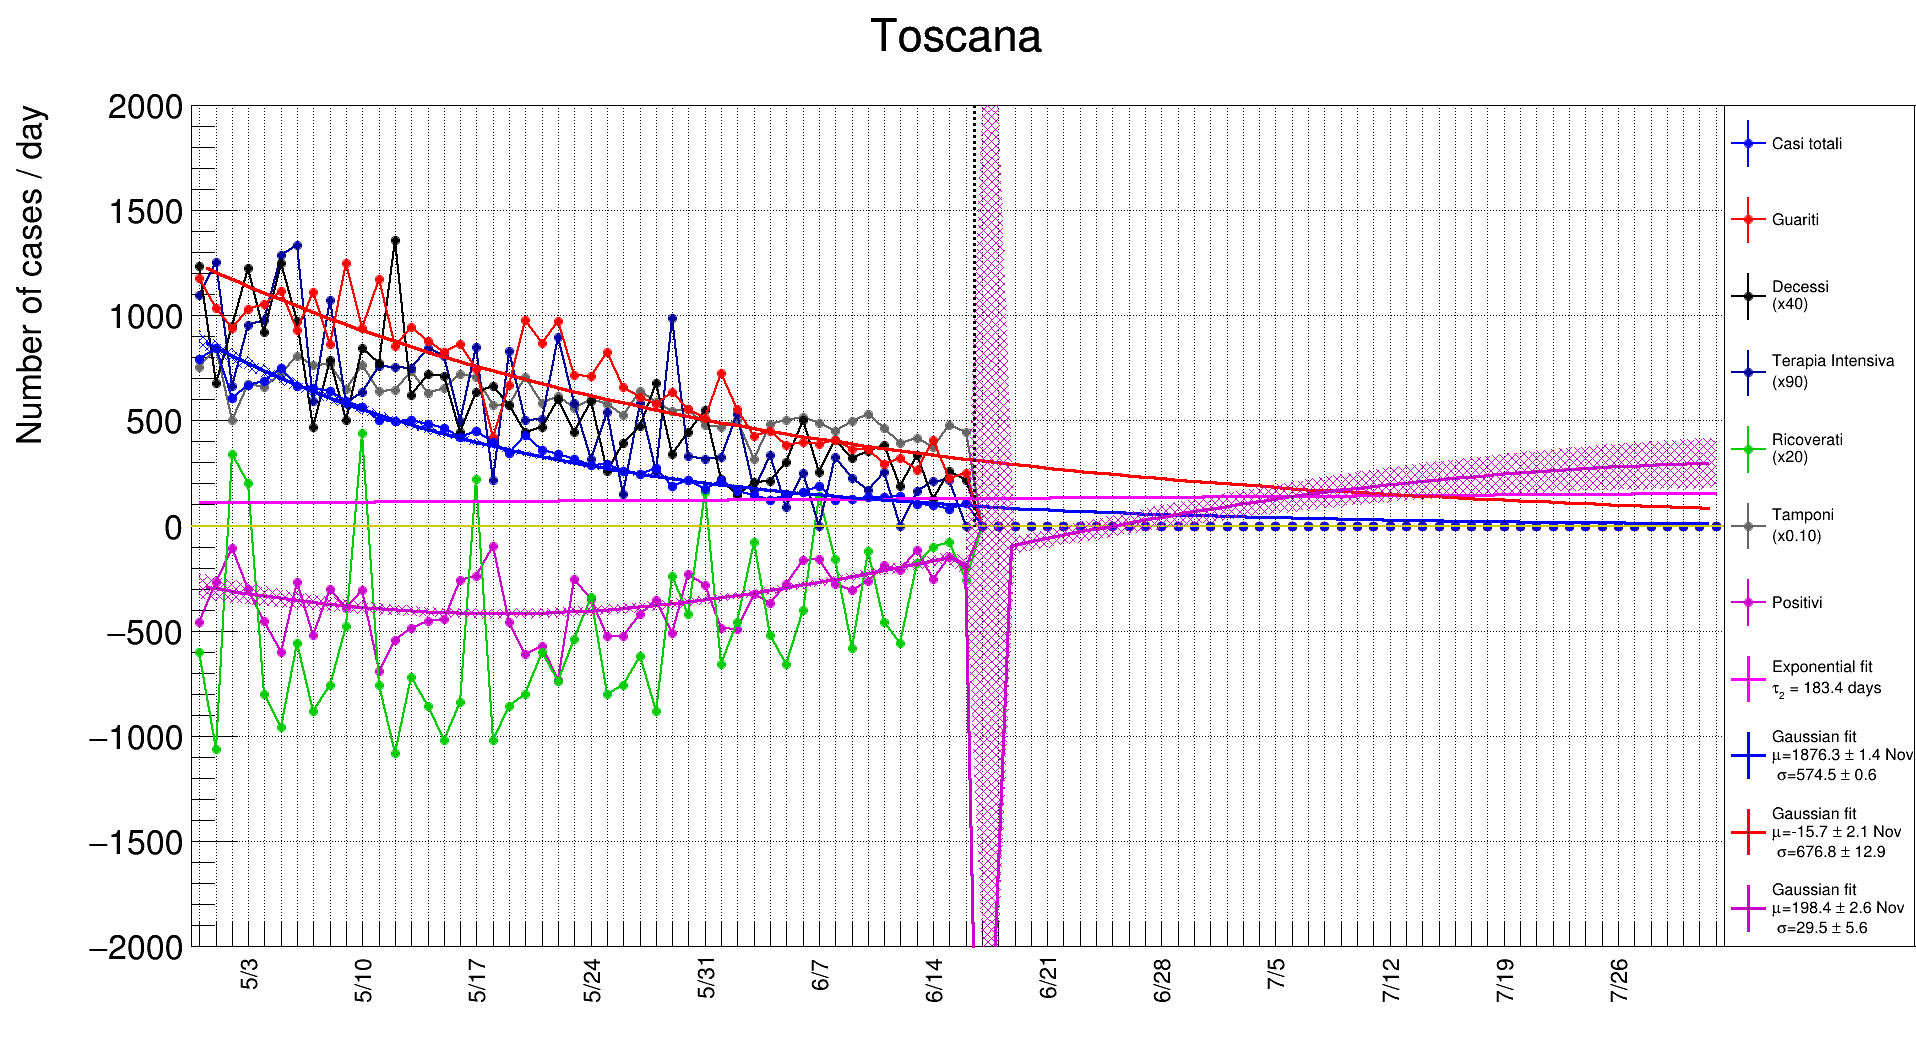 Toscana
Number of cases / day
2000
1500
1000
500
0
−500
−1000
−1500
−2000
5/3
5/10
5/17
5/24
5/31
6/7
6/14
6/21
6/28
7/5
7/12
7/19
7/26
Casi totali
Guariti
Decessi
(x40)
Terapia Intensiva
(x90)
Ricoverati
(x20)
Tamponi
(x0.10)
Positivi
Exponential fit
τ2 = 183.4 days
Gaussian fit
μ=1876.3 ± 1.4 Nov
σ=574.5 ± 0.6
Gaussian fit
μ=-15.7 ± 2.1 Nov
σ=676.8 ± 12.9
Gaussian fit
μ=198.4 ± 2.6 Nov
σ=29.5 ± 5.6